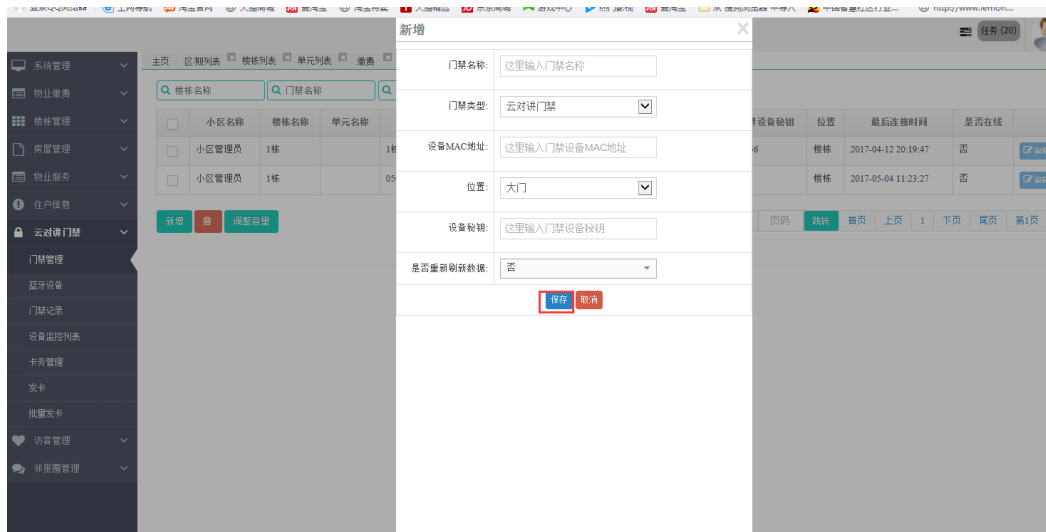 新增
任务 (20)
系统管理
物业缴费
楼栋管理
房屋管理
物业服务
住户信息
云对讲门禁
门禁管理
蓝牙设备
门禁记录
设备监控列表
卡务管理
发卡
批量发卡
访客管理
邻里圈管理
主页 区/期列表 楼栋列表 单元列表 缴费
楼栋名称 门禁名称
小区名称 楼栋名称 单元名称 设备秘钥 位置 最后连接时间 是否在线
小区管理员 1栋 楼栋 2017-04-12 20:19:47 否
小区管理员 1栋 楼栋 2017-05-04 11:23:27 否
新增 调整音量
页码 跳转 首页 上页 1 下页 尾页 第1页
门禁名称: 这里输入门禁名称
门禁类型: 云对讲门禁
设备MAC地址: 这里输入门禁设备MAC地址
位置: 大门
设备秘钥: 这里输入门禁设备秘钥
是否重新刷新数据: 否
保存 取消